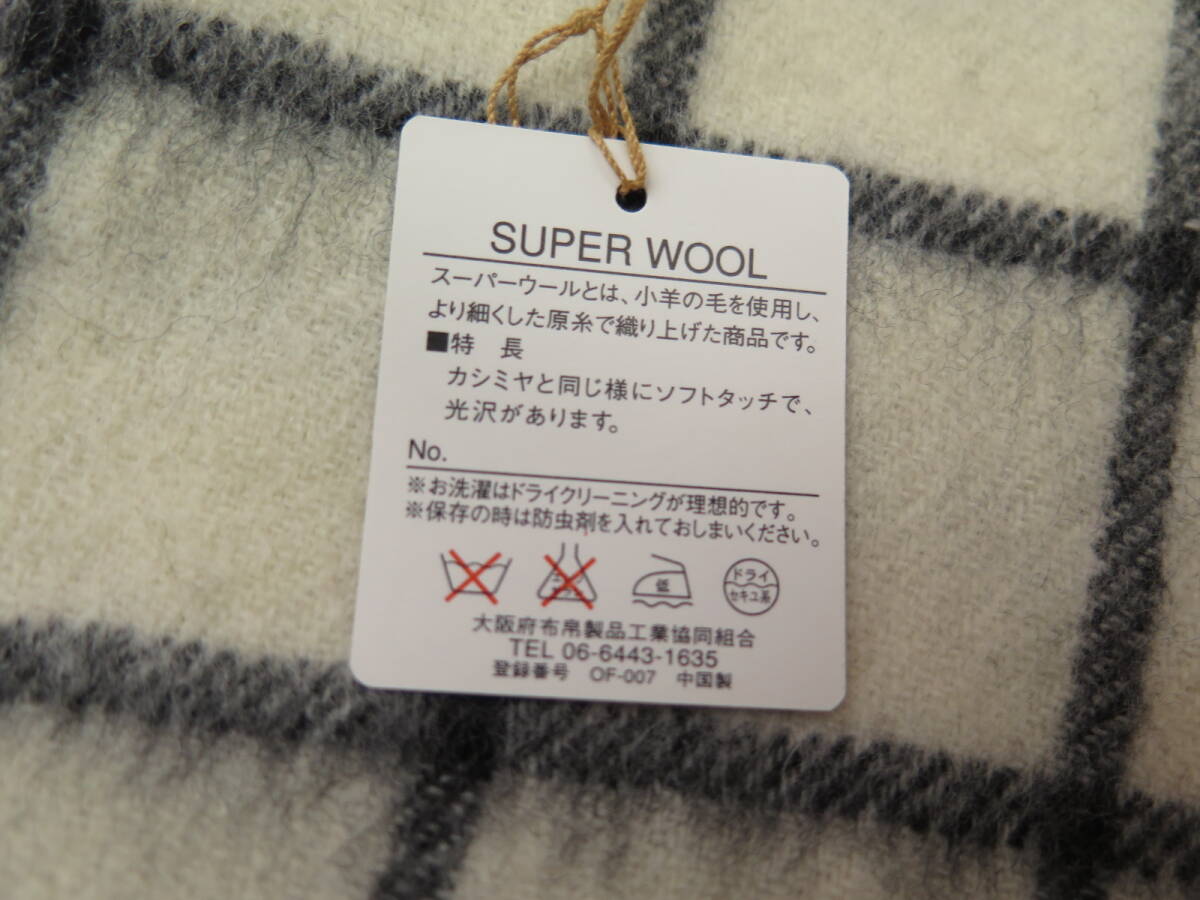 SUPER WOOL
スーパーウールとは、小羊の毛を使用し、
より細くした原糸で織り上げた商品です。
■特 長
カシミヤと同じ様にソフトタッチで、
光沢があります。
No.
※お洗濯はドライクリーニングが理想的です。
※保存の時は防虫剤を入れておしまいください。
低 ドライ
セキユ系
大阪府布帛製品工業協同組合
TEL 06-6443-1635
登録番号 OF-007 中国製